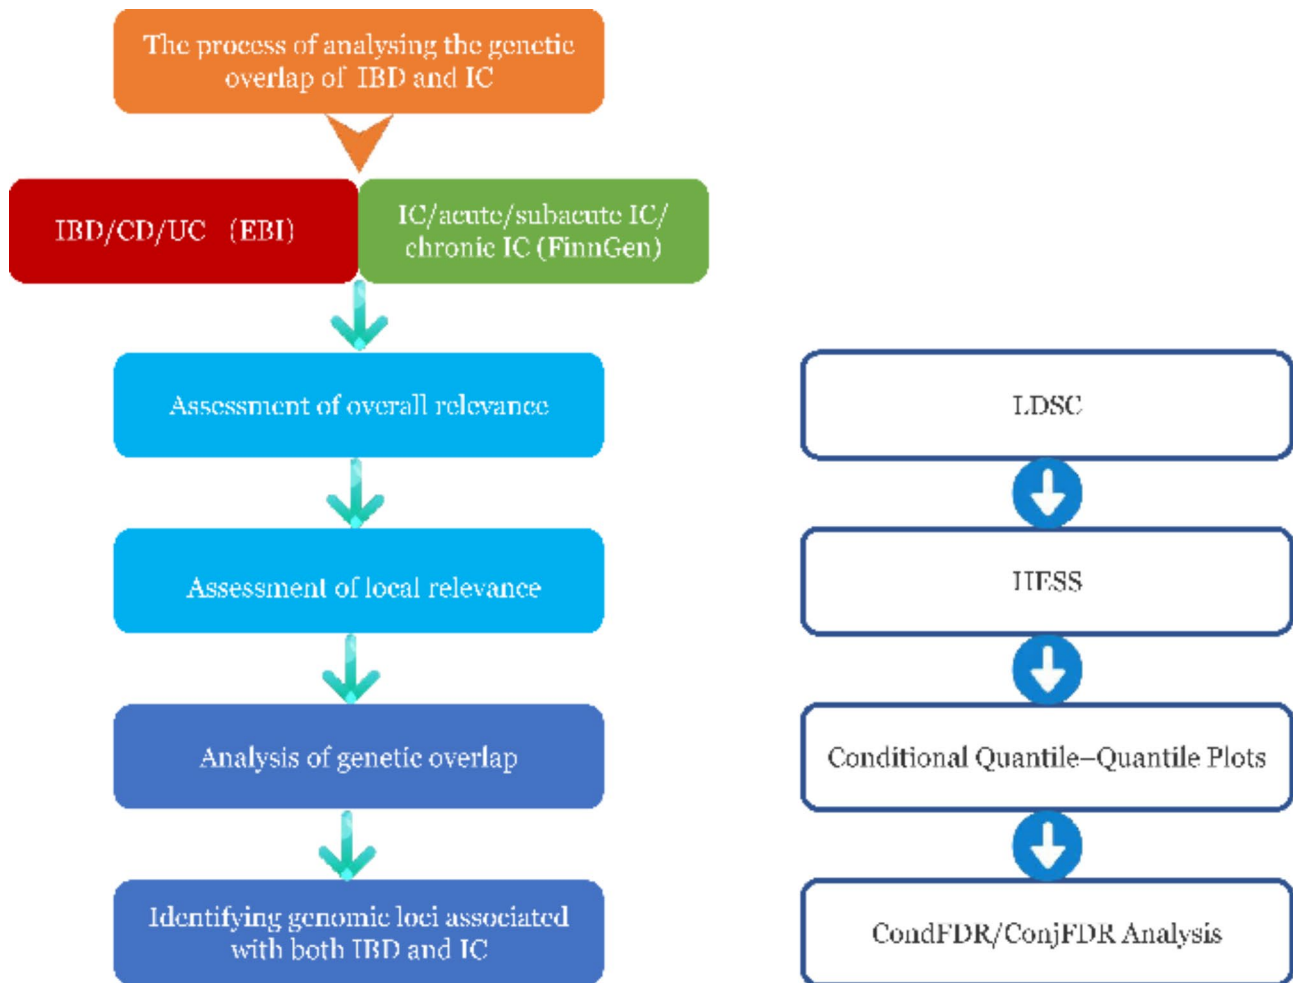 The process of analysing the genetic
overlap of IBD and IC
IBD/CD/UC (EBI)
IC/acute/subacute IC/
chronic IC (FinnGen)
Assessment of overall relevance
LDSC
Assessment of local relevance
HESS
Analysis of genetic overlap
Conditional Quantile–Quantile Plots
Identifying genomic loci associated
with both IBD and IC
CondFDR/ConjFDR Analysis